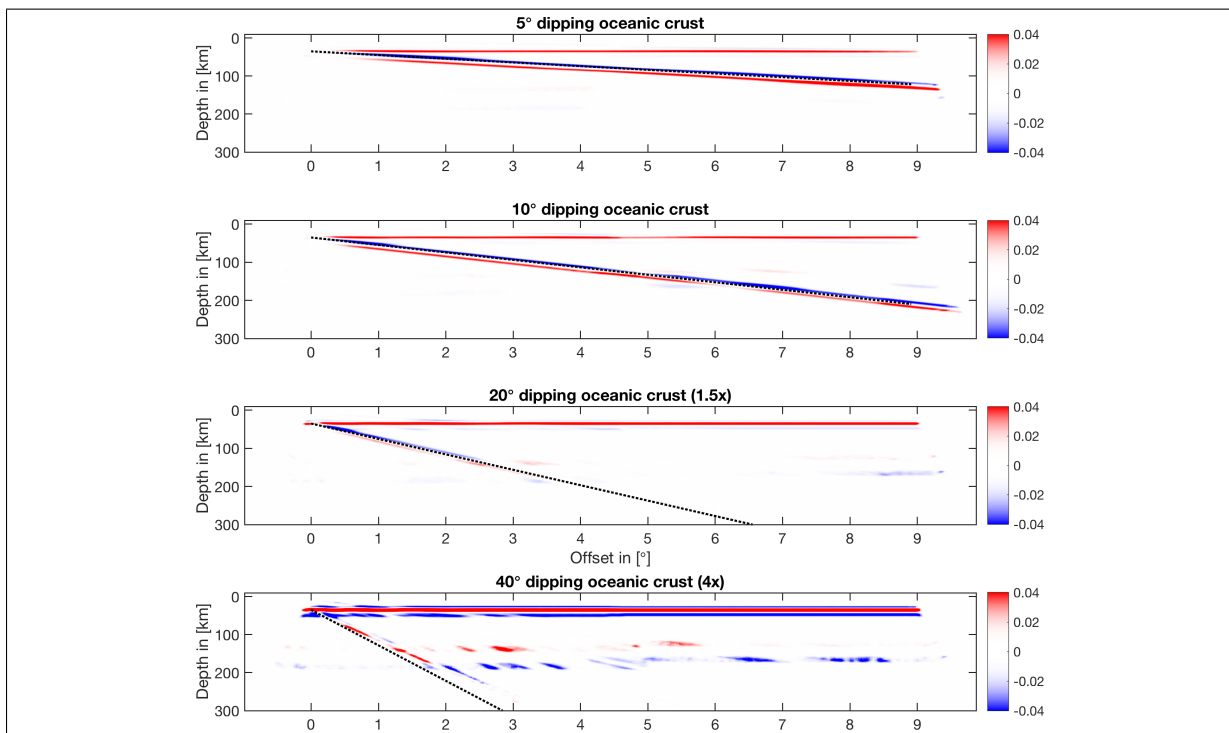 5° dipping oceanic crust
Depth in [km]
0
100
200
300
0 1 2 3 4 5 6 7 8 9
0.04
0.02
0
-0.02
-0.04
10° dipping oceanic crust
Depth in [km]
0
100
200
300
0 1 2 3 4 5 6 7 8 9
0.04
0.02
0
-0.02
-0.04
20° dipping oceanic crust (1.5x)
Depth in [km]
0
100
200
300
0 1 2 3 4 5 6 7 8 9
Offset in [°]
0.04
0.02
0
-0.02
-0.04
40° dipping oceanic crust (4x)
Depth in [km]
0
100
200
300
0 1 2 3 4 5 6 7 8 9
0.04
0.02
0
-0.02
-0.04